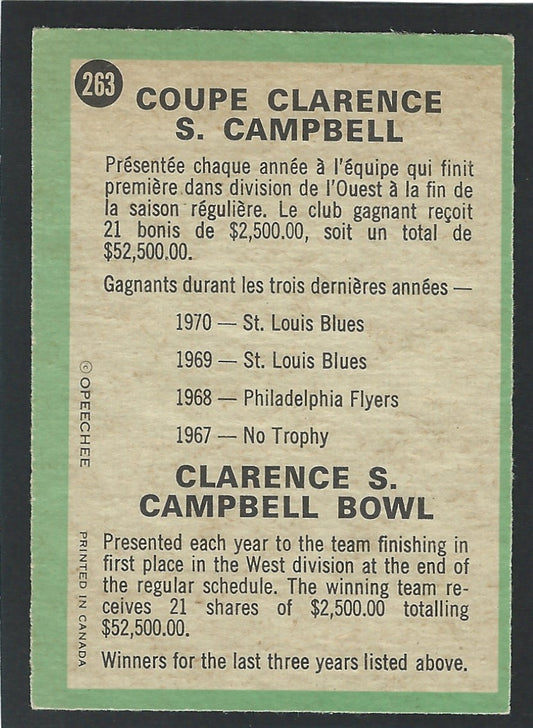 263
COUPE CLARENCE
S. CAMPBELL
Présentée chaque année à l'équipe qui finit
première dans division de l'Ouest à la fin de
la saison régulière. Le club gagnant reçoit
21 bonis de $2,500.00, soit un total de
$52,500.00.
Gagnants durant les trois dernières années —
1970 — St. Louis Blues
1969 — St. Louis Blues
1968 — Philadelphia Flyers
1967 — No Trophy
CLARENCE S.
CAMPBELL BOWL
Presented each year to the team finishing in
first place in the West division at the end of
the regular schedule. The winning team re-
ceives 21 shares of $2,500.00 totalling
$52,500.00.
Winners for the last three years listed above.
© OPEECHEE
PRINTED IN CANADA